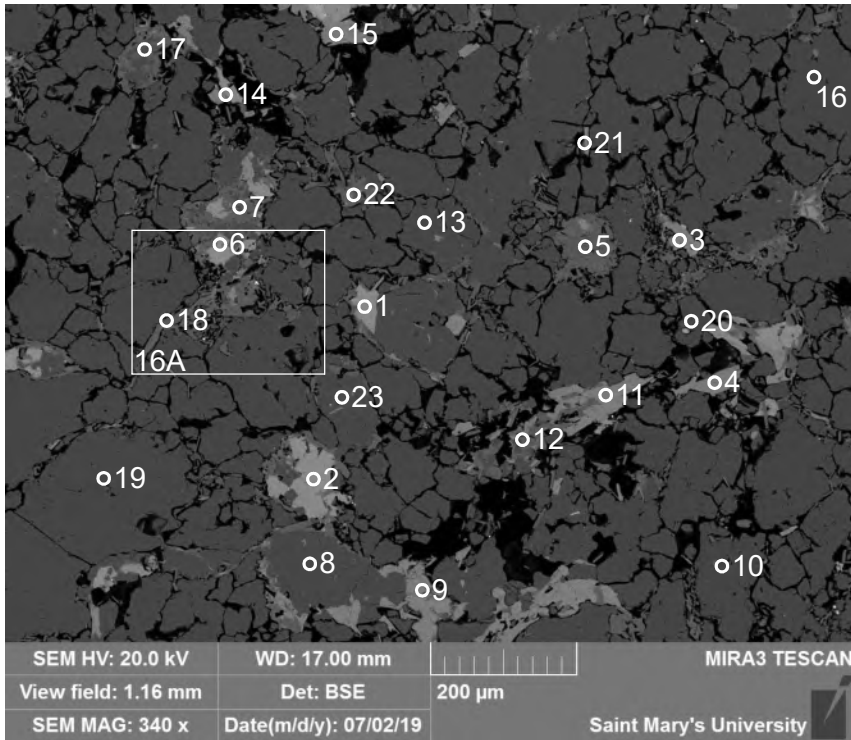 17
15
14
16
21
22
7
13
6
5
3
1
18
20
16A
4
23
11
12
19
2
8
10
9
SEM HV: 20.0 kV
WD: 17.00 mm
MIRA3 TESCAN
View field: 1.16 mm
Det: BSE
200 µm
SEM MAG: 340 x
Date(m/d/y): 07/02/19
Saint Mary's University